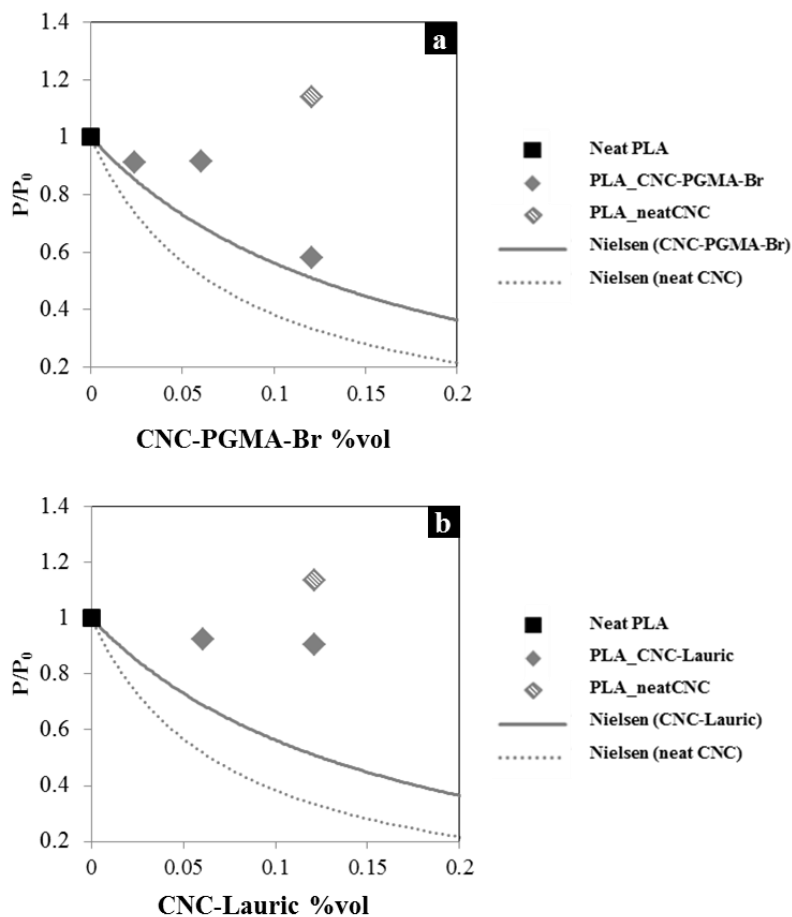 a
1.4
1.2
1
0.8
0.6
0.4
0.2
P/P0
0 0.05 0.1 0.15 0.2
CNC-PGMA-Br %vol
Neat PLA
PLA_CNC-PGMA-Br
PLA_neatCNC
Nielsen (CNC-PGMA-Br)
Nielsen (neat CNC)
b
1.4
1.2
1
0.8
0.6
0.4
0.2
P/P0
0 0.05 0.1 0.15 0.2
CNC-Lauric %vol
Neat PLA
PLA_CNC-Lauric
PLA_neatCNC
Nielsen (CNC-Lauric)
Nielsen (neat CNC)